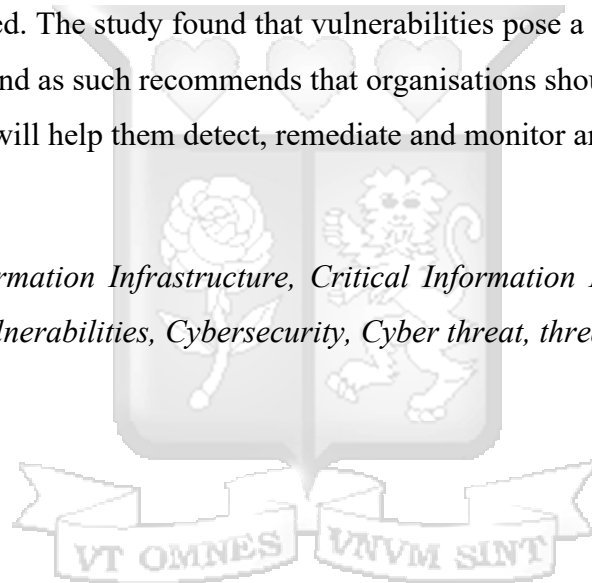 ed. The study found that vulnerabilities pose a
nd as such recommends that organisations shou
will help them detect, remediate and monitor an
rmation Infrastructure, Critical Information I
lnerabilities, Cybersecurity, Cyber threat, threa
VT OMNES VNVM SINT